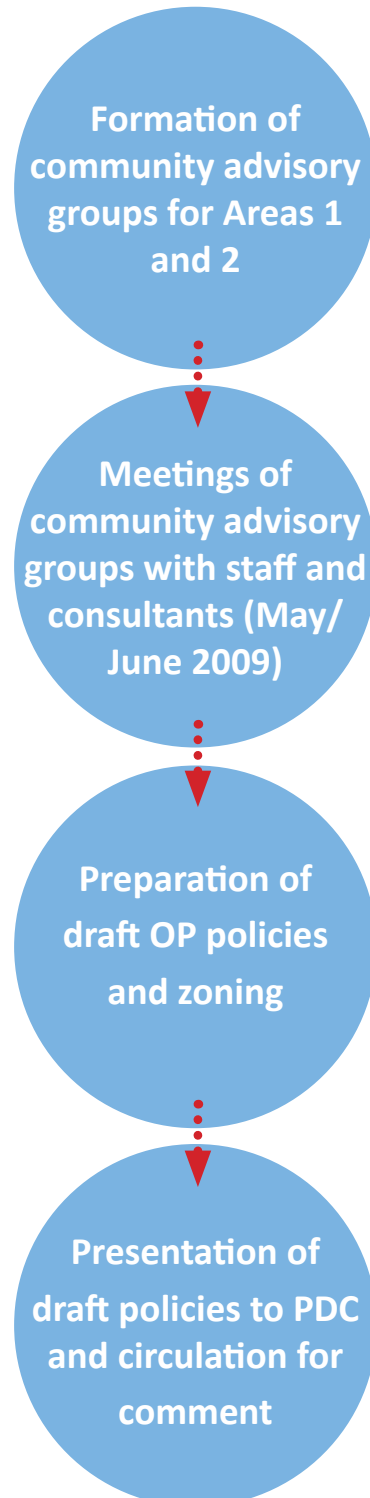 Formation of
community advisory
groups for Areas 1
and 2
Meetings of
community advisory
groups with staff and
consultants (May/
June 2009)
Preparation of
draft OP policies
and zoning
Presentation of
draft policies to PDC
and circulation for
comment